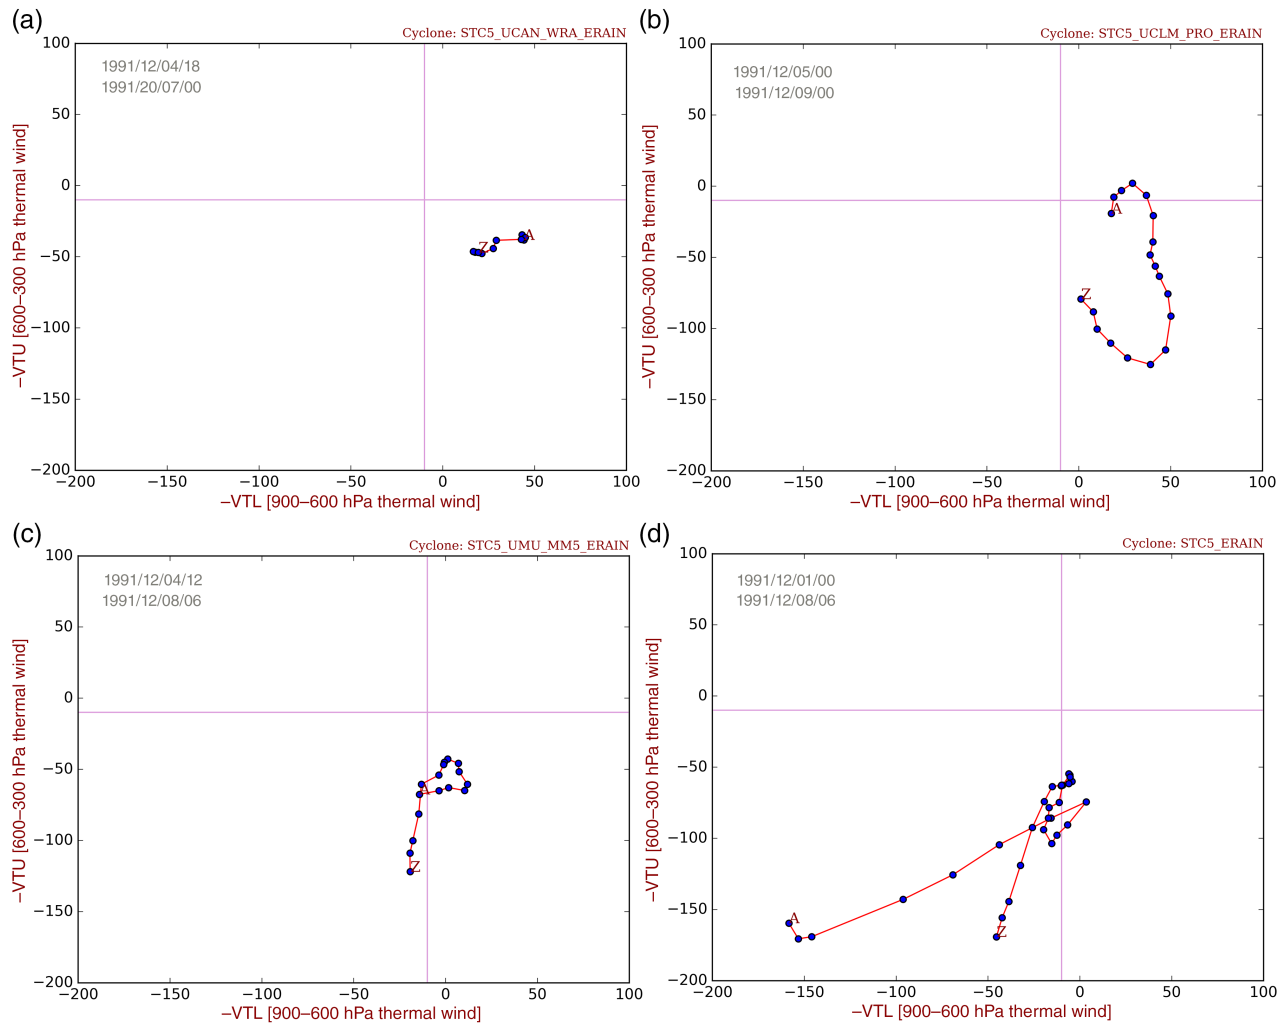 (a)
Cyclone: STC5_UCAN_WRA_ERAIN
1991/12/04/18
1991/20/07/00
100
50
0
−50
−100
−150
−200
−VTU [600–300 hPa thermal wind]
A
Z
−200 −150 −100 −50 0 50 100
−VTL [900–600 hPa thermal wind]
(b)
Cyclone: STC5_UCLM_PRO_ERAIN
1991/12/05/00
1991/12/09/00
100
50
0
−50
−100
−150
−200
−VTU [600–300 hPa thermal wind]
A
Z
−200 −150 −100 −50 0 50 100
−VTL [900–600 hPa thermal wind]
(c)
Cyclone: STC5_UMU_MM5_ERAIN
1991/12/04/12
1991/12/08/06
100
50
0
−50
−100
−150
−200
−VTU [600–300 hPa thermal wind]
A
Z
−200 −150 −100 −50 0 50 100
−VTL [900–600 hPa thermal wind]
(d)
Cyclone: STC5_ERAIN
1991/12/01/00
1991/12/08/06
100
50
0
−50
−100
−150
−200
−VTU [600–300 hPa thermal wind]
A
Z
−200 −150 −100 −50 0 50 100
−VTL [900–600 hPa thermal wind]